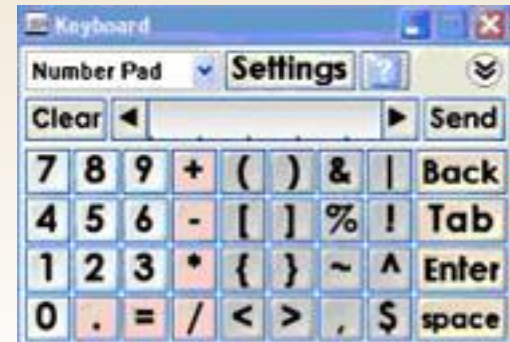 Keyboard
Number Pad Settings ?
Clear Send
7 8 9 + ( ) & | Back
4 5 6 - [ ] % ! Tab
1 2 3 * { } ~ ^ Enter
0 . = / < > , $ space